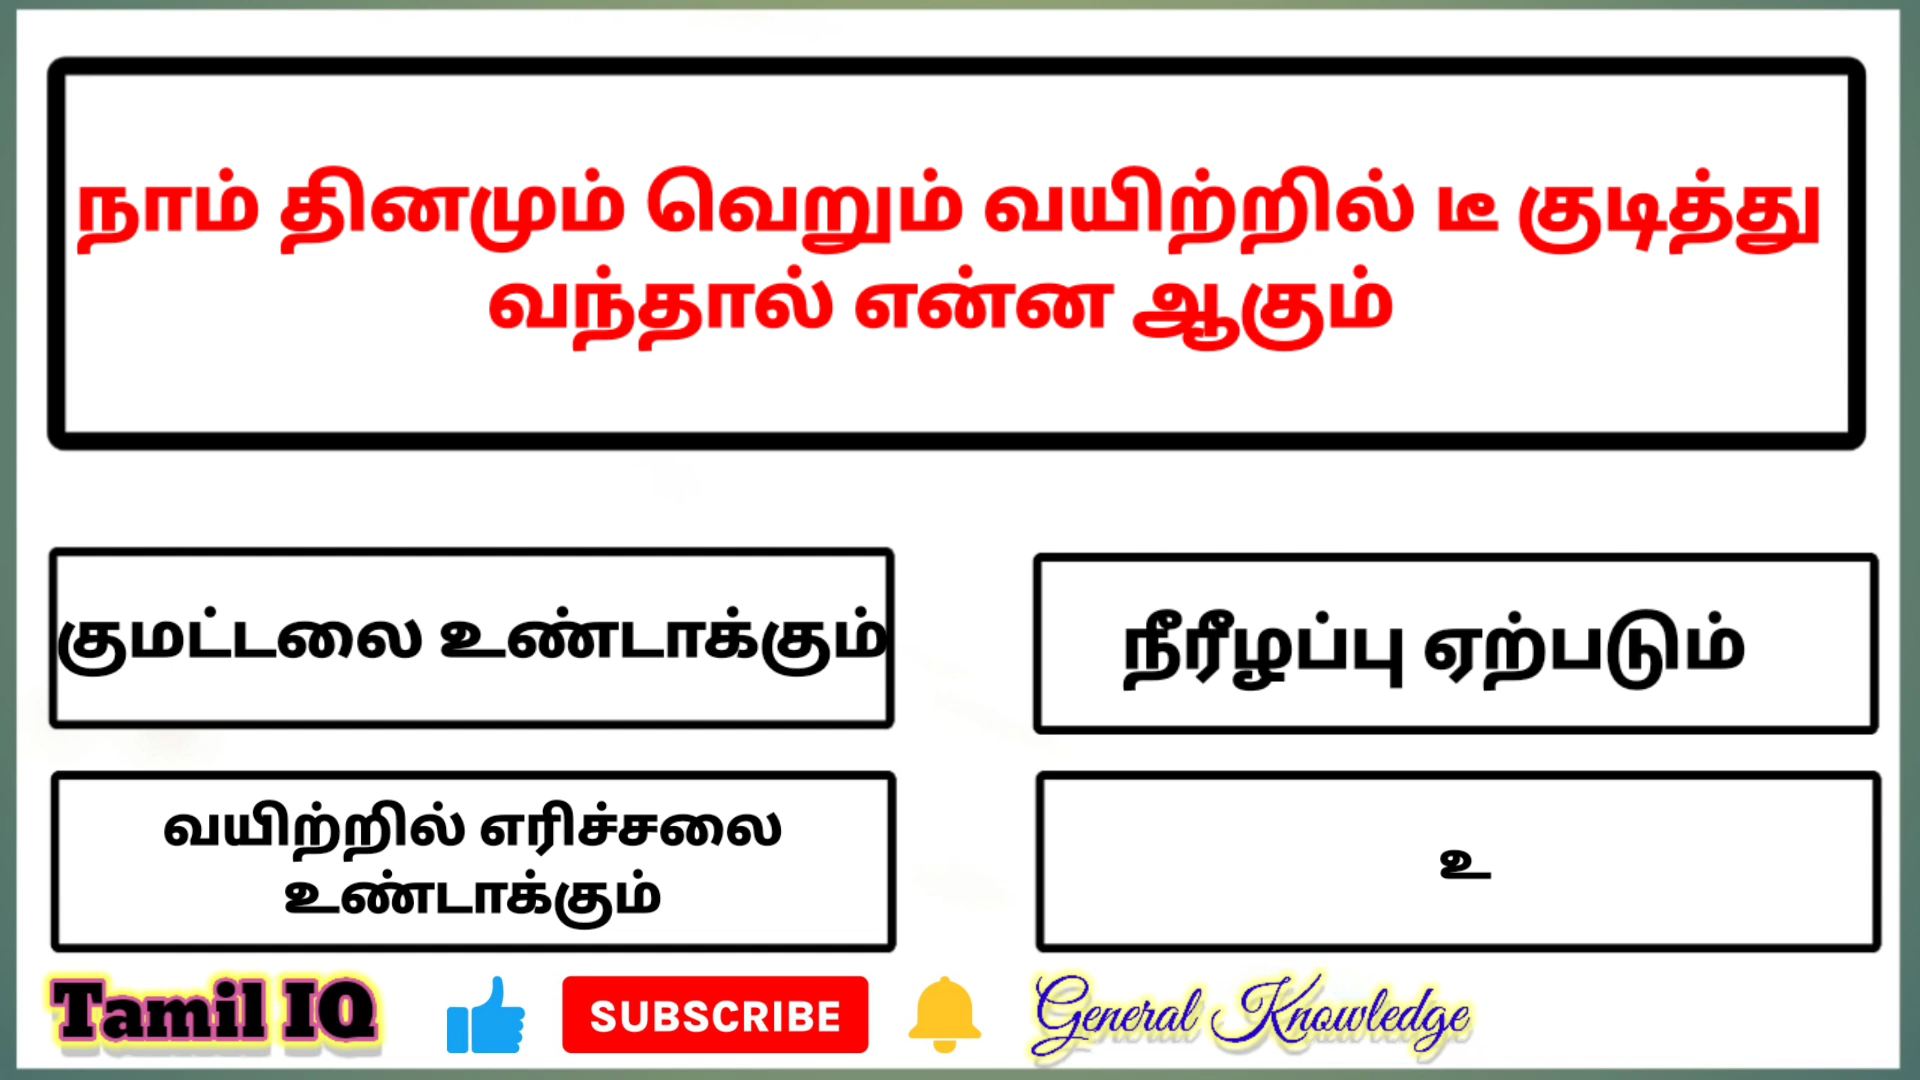 நாம் தினமும் வெறும் வயிற்றில் டீ குடித்து
வந்தால் என்ன ஆகும்
குமட்டலை உண்டாக்கும்
நீரீழப்பு ஏற்படும்
வயிற்றில் எரிச்சலை
உண்டாக்கும்
உ
Tamil IQ
SUBSCRIBE
General Knowledge